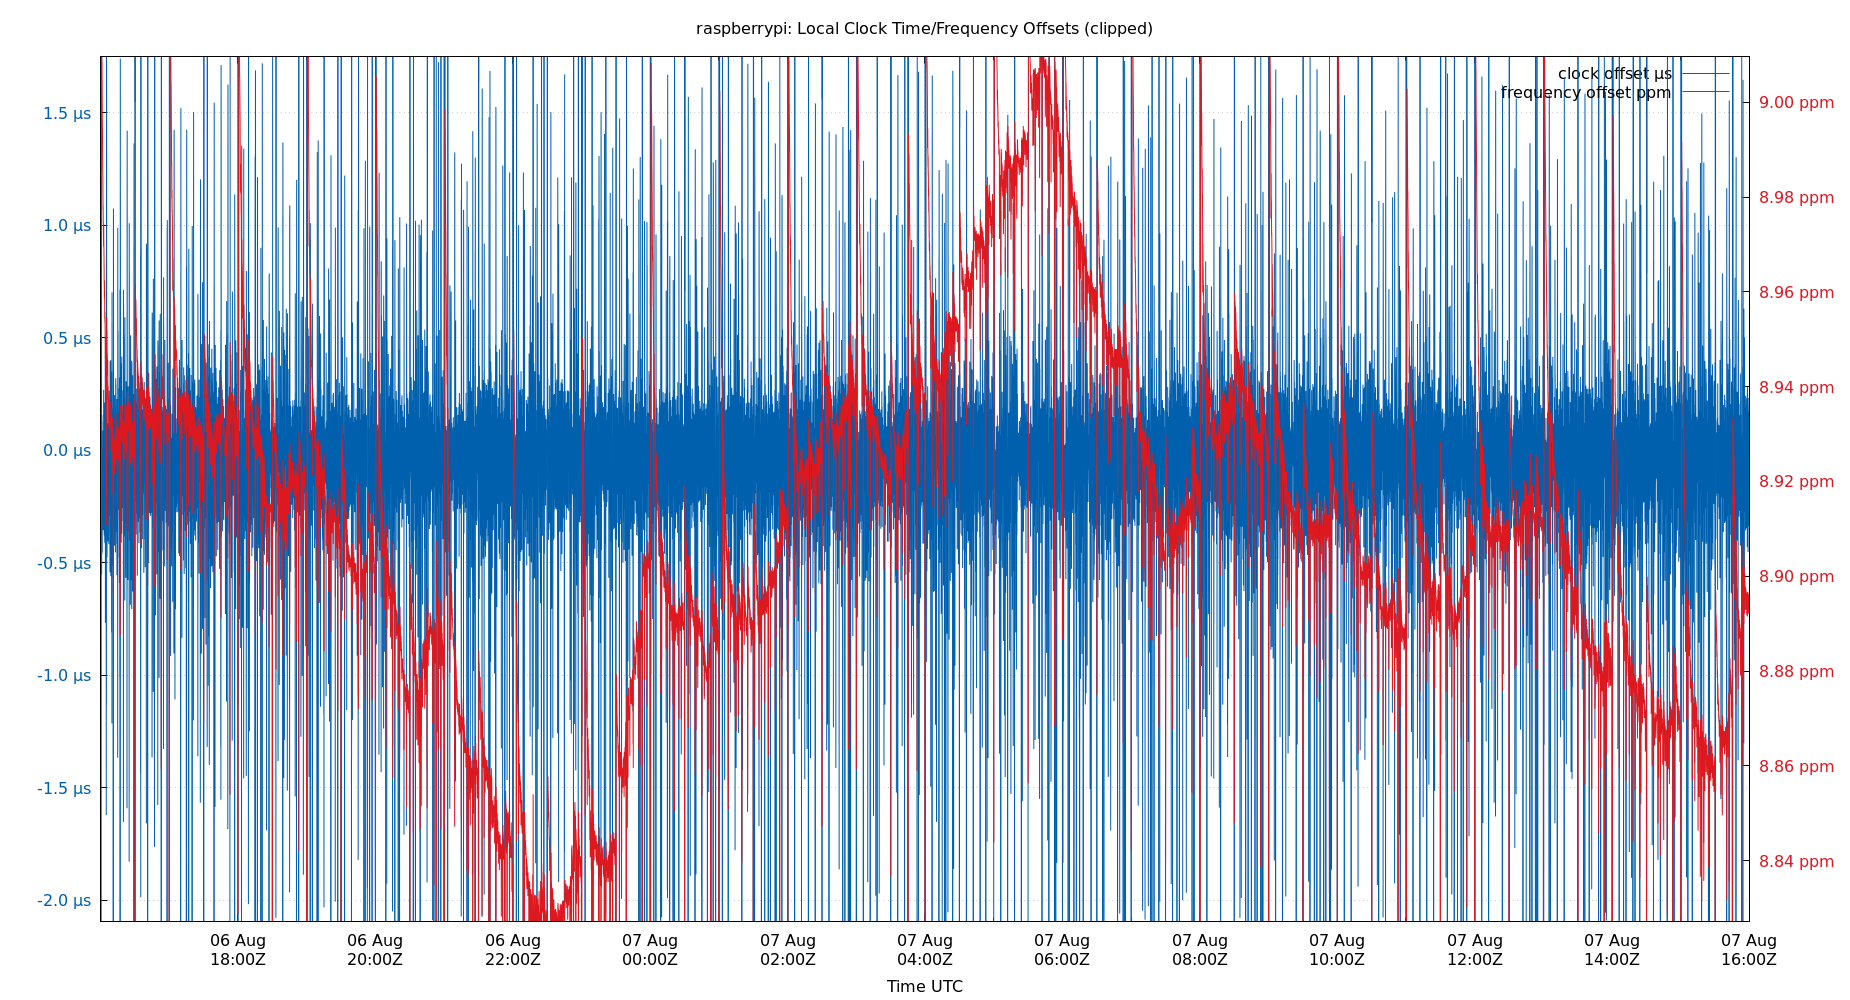 raspberrypi: Local Clock Time/Frequency Offsets (clipped)
clock offset µs
frequency offset ppm
1.5 µs
1.0 µs
0.5 µs
0.0 µs
-0.5 µs
-1.0 µs
-1.5 µs
-2.0 µs
9.00 ppm
8.98 ppm
8.96 ppm
8.94 ppm
8.92 ppm
8.90 ppm
8.88 ppm
8.86 ppm
8.84 ppm
06 Aug 06 Aug 06 Aug 07 Aug 07 Aug 07 Aug 07 Aug 07 Aug 07 Aug 07 Aug 07 Aug 07 Aug
18:00Z 20:00Z 22:00Z 00:00Z 02:00Z 04:00Z 06:00Z 08:00Z 10:00Z 12:00Z 14:00Z 16:00Z
Time UTC